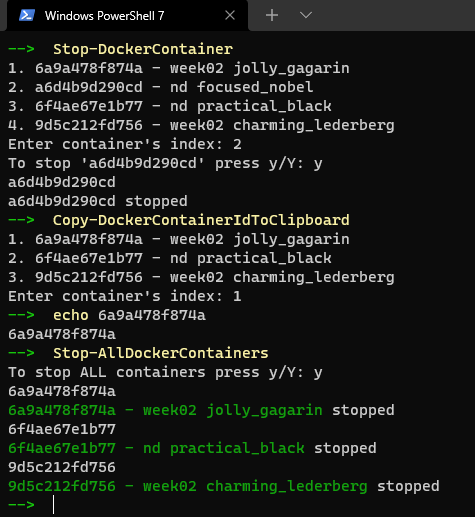 Windows PowerShell 7
--> Stop-DockerContainer
1. 6a9a478f874a - week02 jolly_gagarin
2. a6d4b9d290cd - nd focused_nobel
3. 6f4ae67e1b77 - nd practical_black
4. 9d5c212fd756 - week02 charming_lederberg
Enter container's index: 2
To stop 'a6d4b9d290cd' press y/Y: y
a6d4b9d290cd
a6d4b9d290cd stopped
--> Copy-DockerContainerIdToClipboard
1. 6a9a478f874a - week02 jolly_gagarin
2. 6f4ae67e1b77 - nd practical_black
3. 9d5c212fd756 - week02 charming_lederberg
Enter container's index: 1
--> echo 6a9a478f874a
6a9a478f874a
--> Stop-AllDockerContainers
To stop ALL containers press y/Y: y
6a9a478f874a
6a9a478f874a - week02 jolly_gagarin stopped
6f4ae67e1b77
6f4ae67e1b77 - nd practical_black stopped
9d5c212fd756
9d5c212fd756 - week02 charming_lederberg stopped
-->